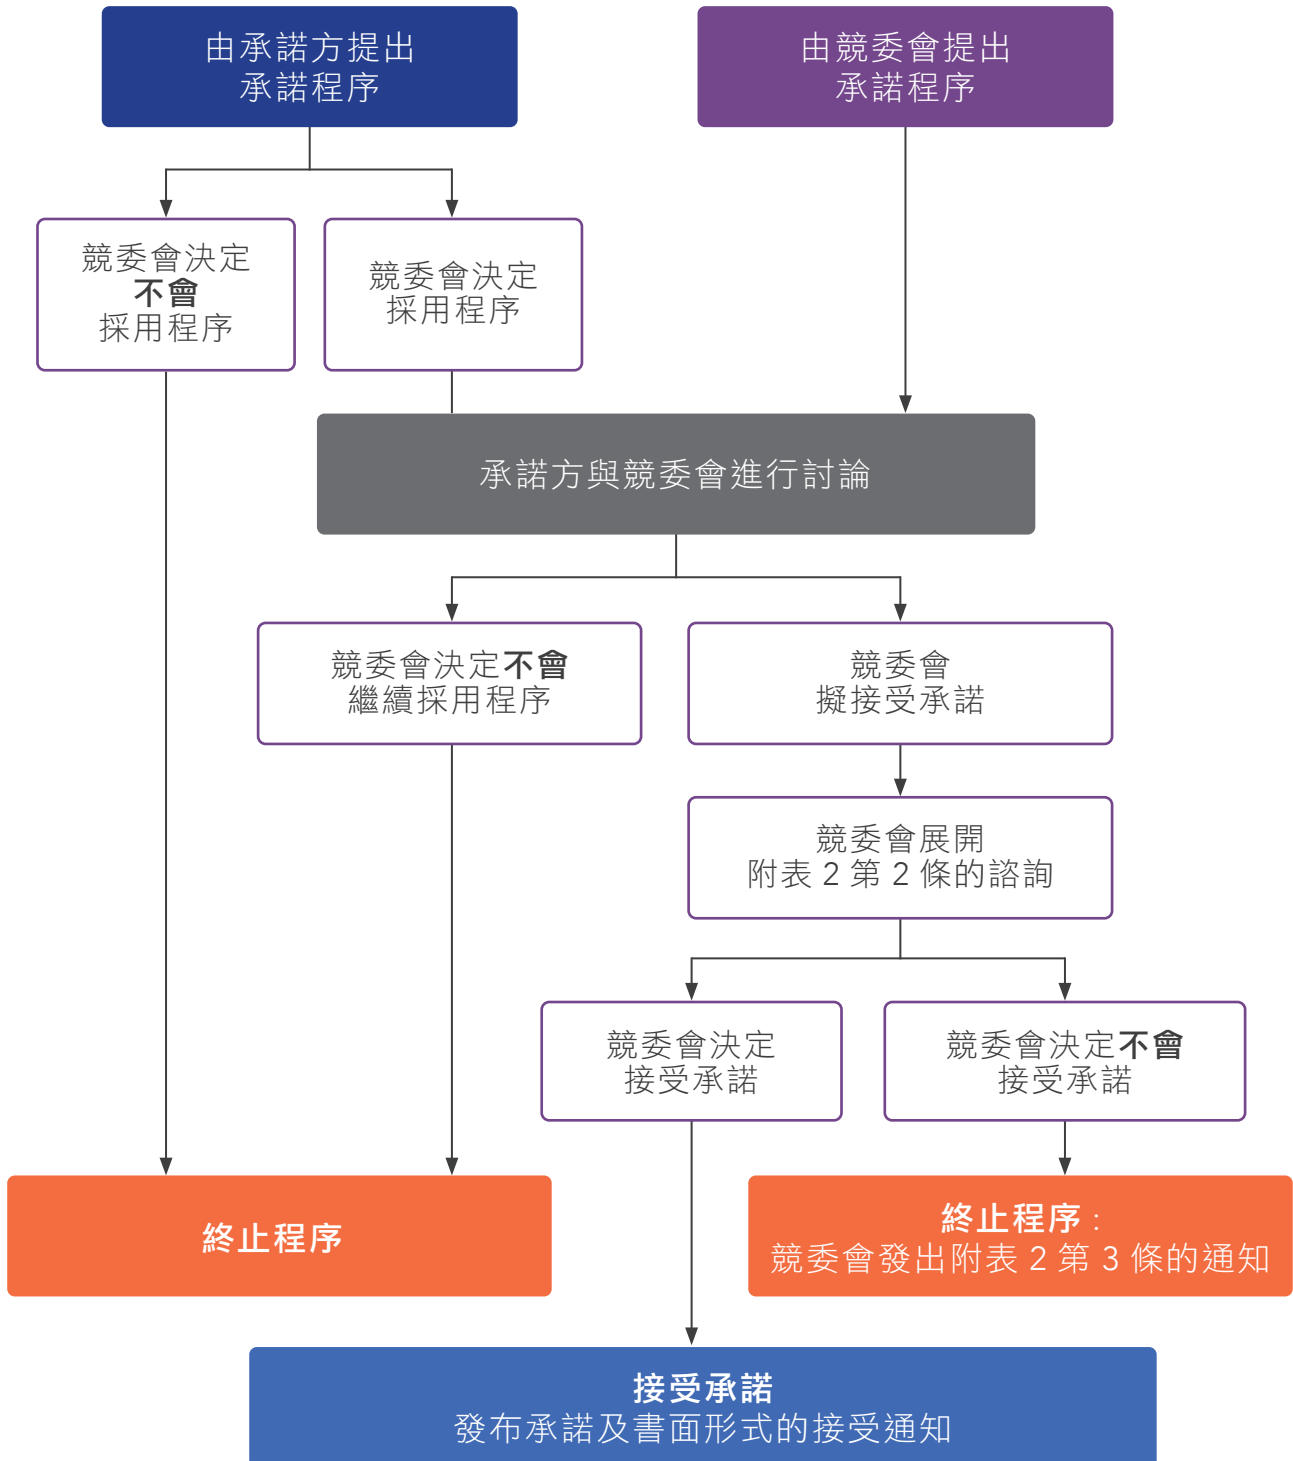 由承諾方提出
承諾程序
由競委會提出
承諾程序
競委會決定
不會
採用程序
競委會決定
採用程序
承諾方與競委會進行討論
競委會決定不會
繼續採用程序
競委會
擬接受承諾
競委會展開
附表 2 第 2 條的諮詢
競委會決定
接受承諾
競委會決定不會
接受承諾
終止程序
終止程序：
競委會發出附表 2 第 3 條的通知
接受承諾
發布承諾及書面形式的接受通知